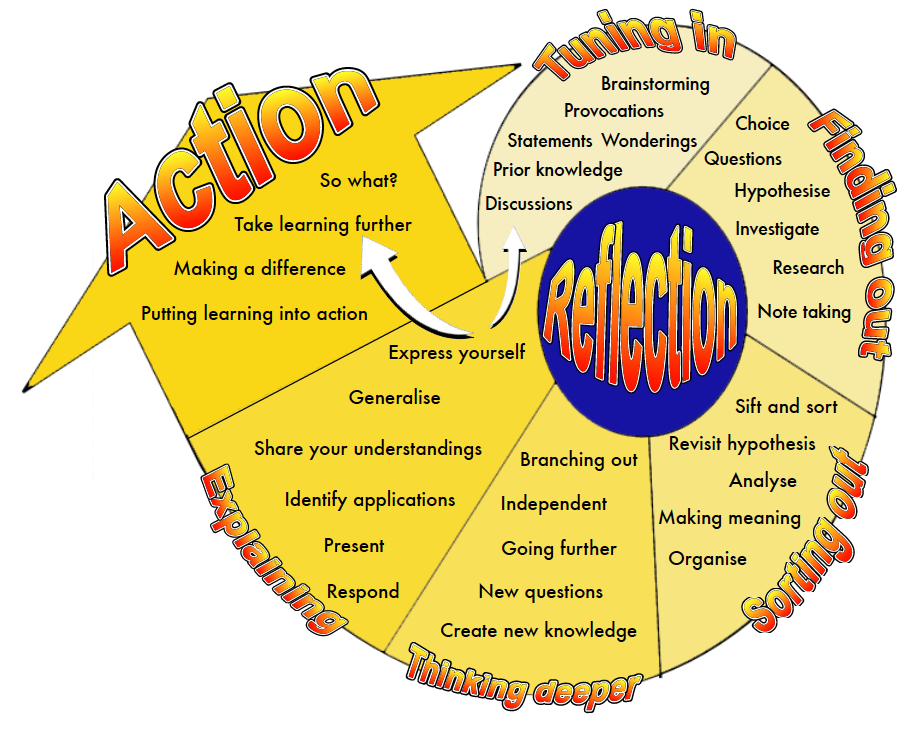 Tuning in
Brainstorming
Provocations
Statements Wonderings
Prior knowledge
Discussions
Finding out
Choice
Questions
Hypothesise
Investigate
Research
Note taking
Sorting out
Sift and sort
Revisit hypothesis
Analyse
Making meaning
Organise
Thinking deeper
Branching out
Independent
Going further
New questions
Create new knowledge
Explaining
Express yourself
Generalise
Share your understandings
Identify applications
Present
Respond
Action
So what?
Take learning further
Making a difference
Putting learning into action
Reflection